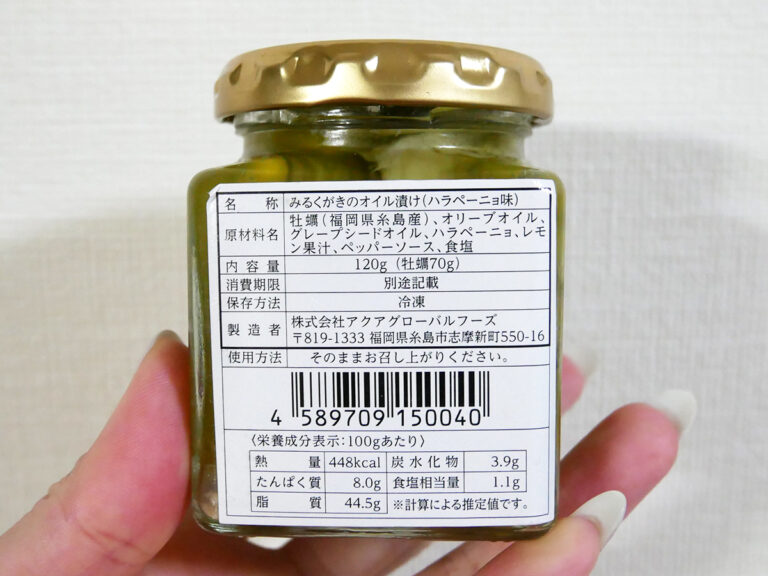 名称 みるくがきのオイル漬け(ハラペーニョ味)
原材料名 牡蠣(福岡県糸島産)、オリーブオイル、
グレープシードオイル、ハラペーニョ、レモ
ン果汁、ペッパーソース、食塩
内容量 120g(牡蠣70g)
消費期限 別途記載
保存方法 冷凍
製造者 株式会社アクアグローバルフーズ
〒819-1333 福岡県糸島市志摩新町550-16
使用方法 そのままお召し上がりください。
4 589709 150040
〈栄養成分表示:100gあたり〉
熱量 448kcal 炭水化物 3.9g
たんぱく質 8.0g 食塩相当量 1.1g
脂質 44.5g ※計算による推定値です。